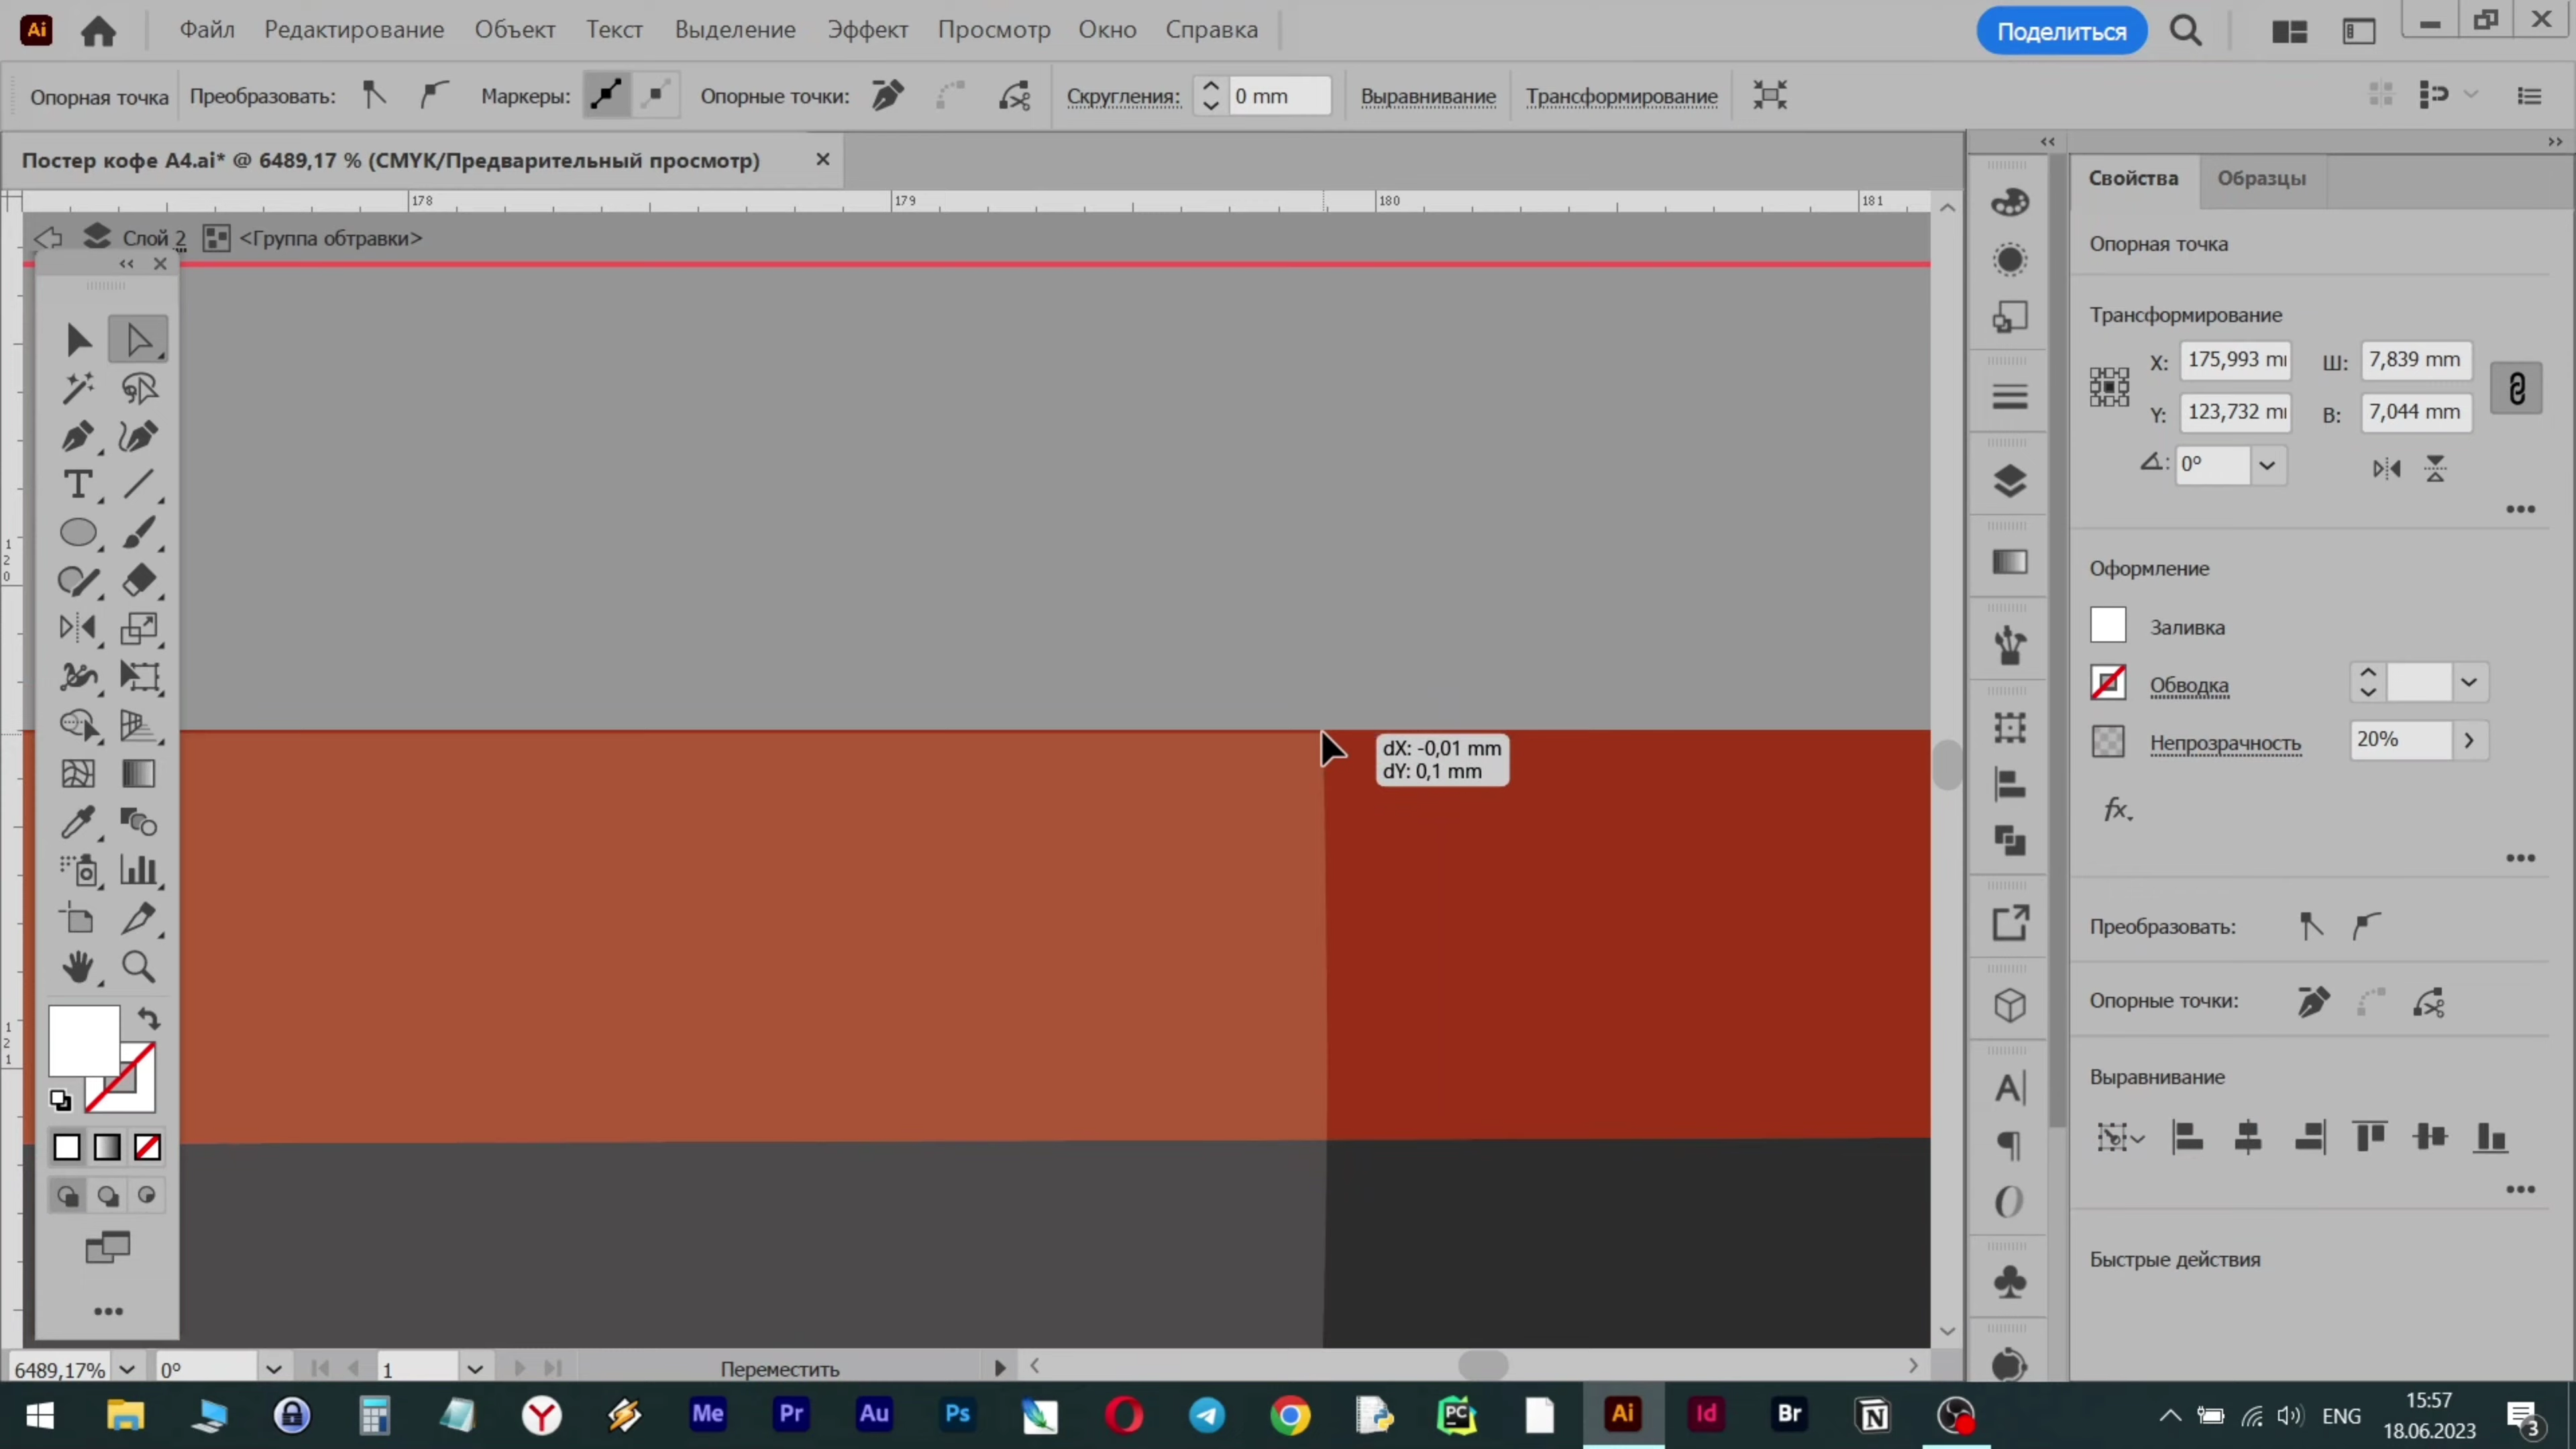 Ai Файл Редактирование Объект Текст Выделение Эффект Просмотр Окно Справка Поделиться
Опорная точка Преобразовать: Маркеры: Опорные точки: Скругления: 0 mm Выравнивание Трансформирование
Постер кофе А4.ai* @ 6489,17 % (CMYK/Предварительный просмотр)
178 179 180 181
Слой 2 <Группа обтравки>
Свойства Образцы
Опорная точка
Трансформирование
X: 175,993 m Ш: 7,839 mm
Y: 123,732 m В: 7,044 mm
0°
120
Оформление
Заливка
Обводка
Непрозрачность 20%
fx
dX: -0,01 mm
dY: 0,1 mm
Преобразовать:
Опорные точки:
121
Выравнивание
Быстрые действия
6489,17% 0° 1 Переместить
Me Pr Au Ps PC Ai Id Br N ENG 15:57
18.06.2023
3